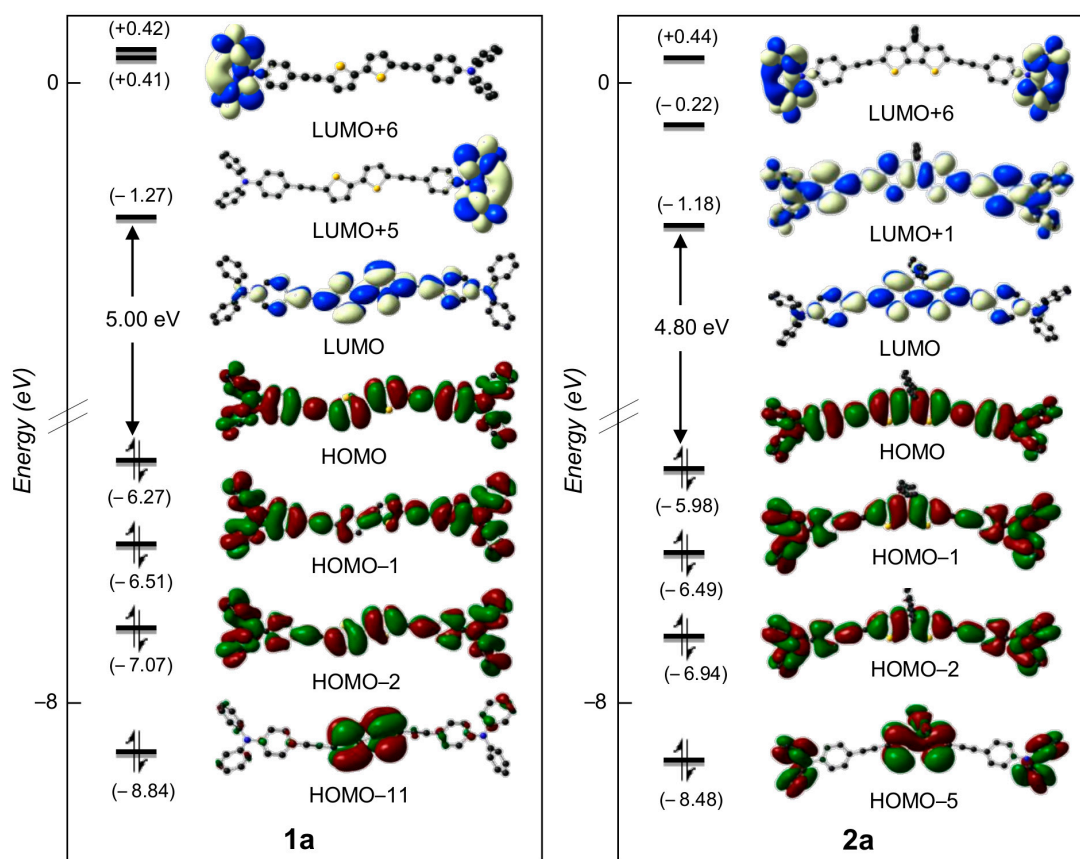 (+0.42)
(+0.41)
0
LUMO+6
(– 1.27)
LUMO+5
5.00 eV
LUMO
Energy (eV)
HOMO
(– 6.27)
HOMO–1
(– 6.51)
HOMO–2
(– 7.07)
–8
HOMO–11
(– 8.84)
1a
(+0.44)
0
LUMO+6
(– 0.22)
(– 1.18)
LUMO+1
4.80 eV
LUMO
Energy (eV)
HOMO
(– 5.98)
HOMO–1
(– 6.49)
HOMO–2
(– 6.94)
–8
HOMO–5
(– 8.48)
2a